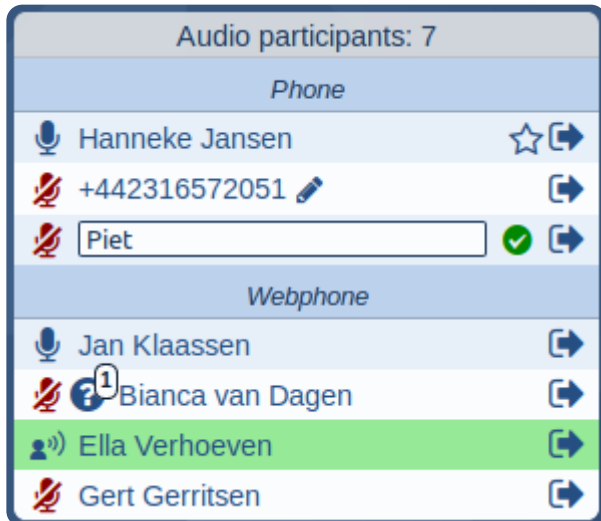 Audio participants: 7
Phone
Hanneke Jansen
+442316572051
Piet
Webphone
Jan Klaassen
? 1 Bianca van Dagen
Ella Verhoeven
Gert Gerritsen